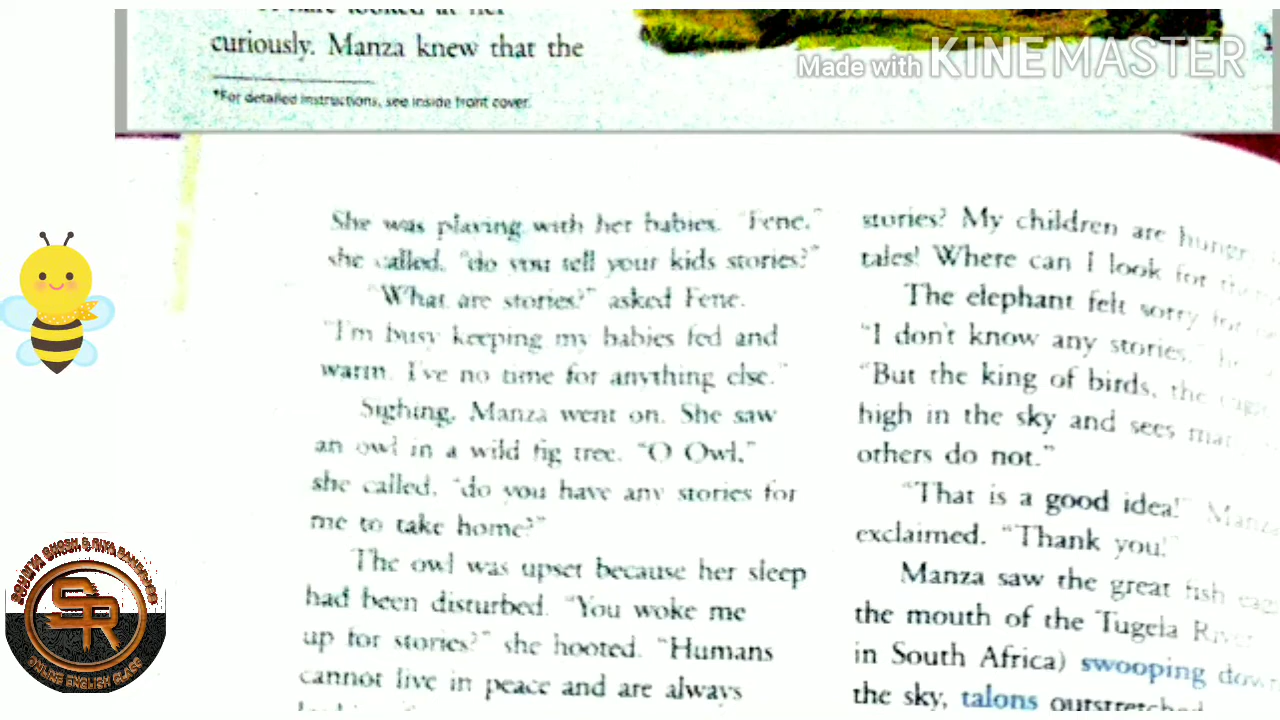 curiously. Manza knew that the
*For detailed instructions, see inside front cover.
Made with KINEMASTER
She was playing with her babies. "Fene,"
she called, "do you tell your kids stories?"
"What are stories?" asked Fene.
"I'm busy keeping my babies fed and
warm. I've no time for anything else."
Sighing, Manza went on. She saw
an owl in a wild fig tree. "O Owl,"
she called, "do you have any stories for
me to take home?"
The owl was upset because her sleep
had been disturbed. "You woke me
up for stories?" she hooted. "Humans
cannot live in peace and are always
stories? My children are
tales! Where can I look for
The elephant felt sorry for
"I don't know any stories,"
"But the king of birds, the
high in the sky and sees
others do not."
"That is a good idea!" Manza
exclaimed. "Thank you!"
Manza saw the great fish
the mouth of the Tugela River
in South Africa) swooping down
the sky, talons outstretched
SR
ONLINE ENGLISH CLASS